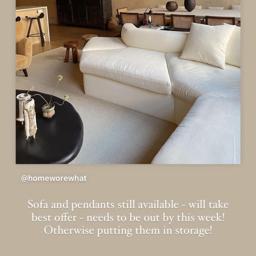 @homeworewhat
Sofa and pendants still available - will take
best offer - needs to be out by this week!
Otherwise putting them in storage!